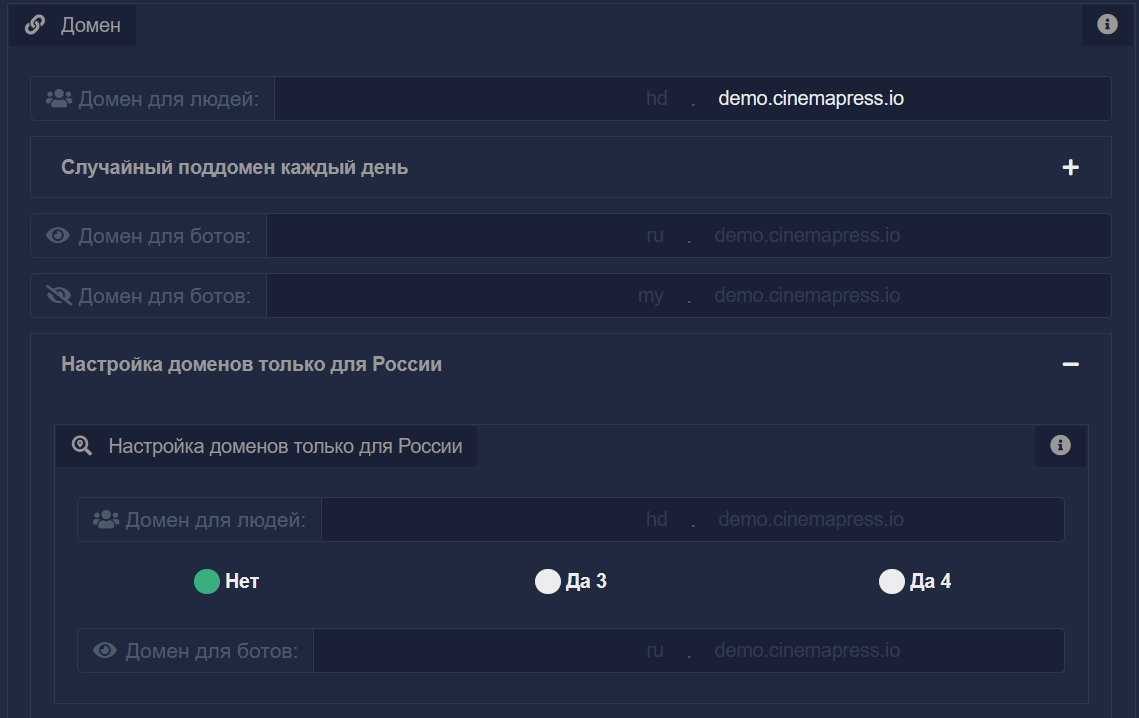 Домен
Домен для людей: hd . demo.cinemapress.io
Случайный поддомен каждый день
Домен для ботов: ru . demo.cinemapress.io
Домен для ботов: my . demo.cinemapress.io
Настройка доменов только для России
Настройка доменов только для России
Домен для людей: hd . demo.cinemapress.io
Нет Да 3 Да 4
Домен для ботов: ru . demo.cinemapress.io